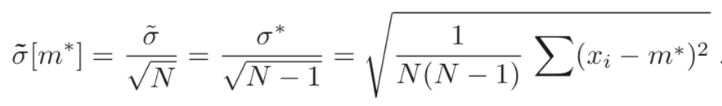 σ̃[m*] = σ̃/√N = σ*/√(N − 1) = √(1/(N(N − 1)) ∑(xᵢ − m*)²) .